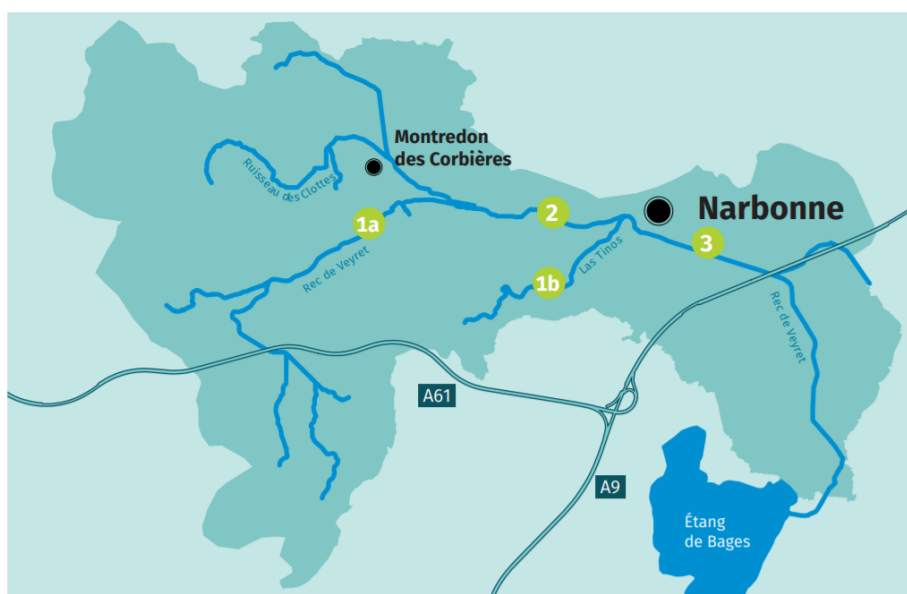 Montredon
des Corbières
Ruisseau des Clottes
1a
2
Narbonne
3
Rec de Veyret
Las Tinos
1b
Rec de Veyret
A61
A9
Étang
de Bages